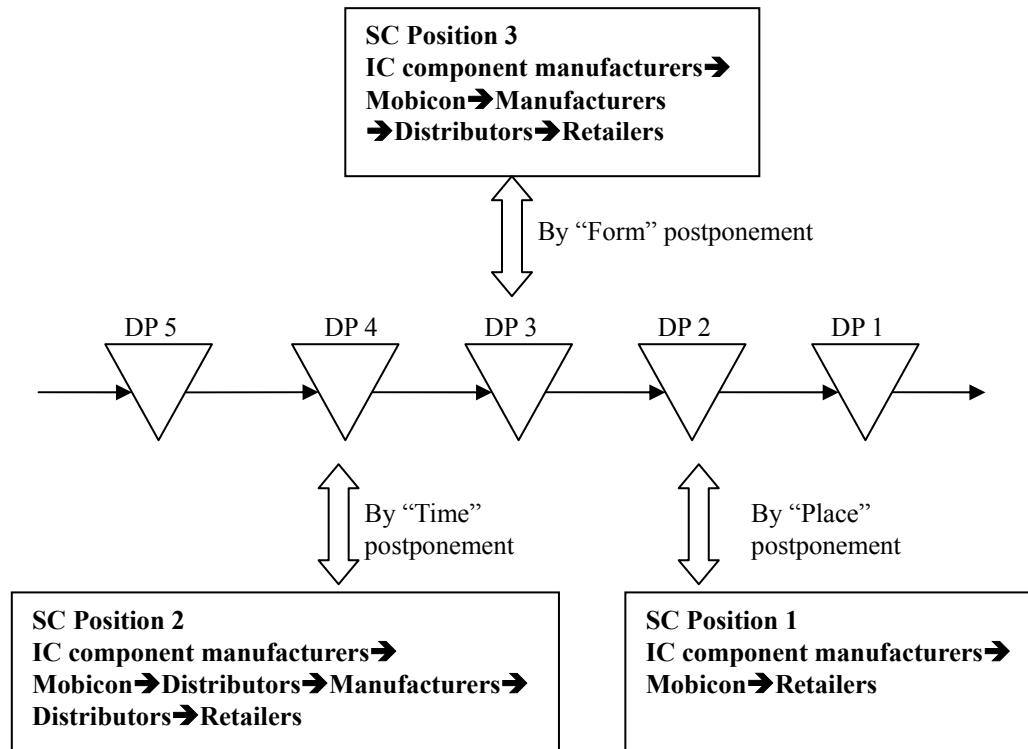 SC Position 3
IC component manufacturers➔
Mobicon➔Manufacturers
➔Distributors➔Retailers
By “Form” postponement
DP 5
DP 4
DP 3
DP 2
DP 1
By “Time”
postponement
By “Place”
postponement
SC Position 2
IC component manufacturers➔
Mobicon➔Distributors➔Manufacturers➔
Distributors➔Retailers
SC Position 1
IC component manufacturers➔
Mobicon➔Retailers